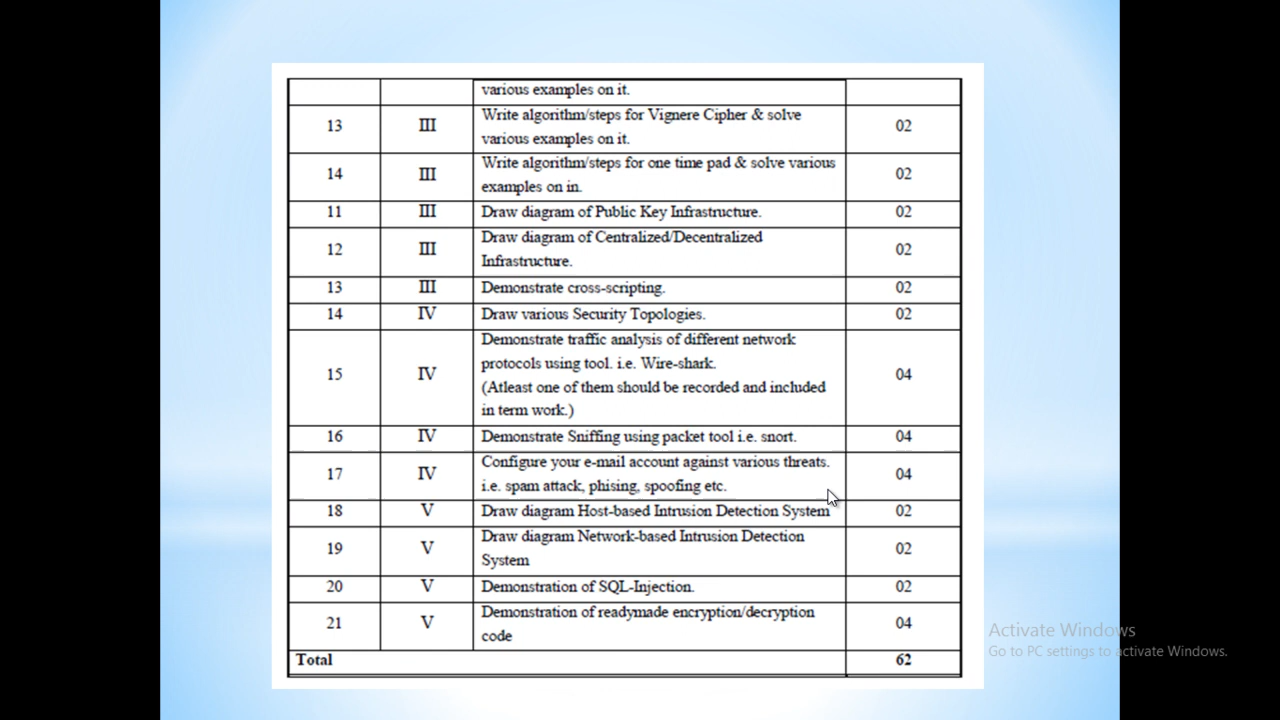 various examples on it.
13 III Write algorithm/steps for Vignere Cipher & solve various examples on it. 02
14 III Write algorithm/steps for one time pad & solve various examples on in. 02
11 III Draw diagram of Public Key Infrastructure. 02
12 III Draw diagram of Centralized/Decentralized Infrastructure. 02
13 III Demonstrate cross-scripting. 02
14 IV Draw various Security Topologies. 02
15 IV Demonstrate traffic analysis of different network protocols using tool. i.e. Wire-shark. (Atleast one of them should be recorded and included in term work.) 04
16 IV Demonstrate Sniffing using packet tool i.e. snort. 04
17 IV Configure your e-mail account against various threats. i.e. spam attack, phising, spoofing etc. 04
18 V Draw diagram Host-based Intrusion Detection System 02
19 V Draw diagram Network-based Intrusion Detection System 02
20 V Demonstration of SQL-Injection. 02
21 V Demonstration of readymade encryption/decryption code 04
Total 62
Activate Windows
Go to PC settings to activate Windows.